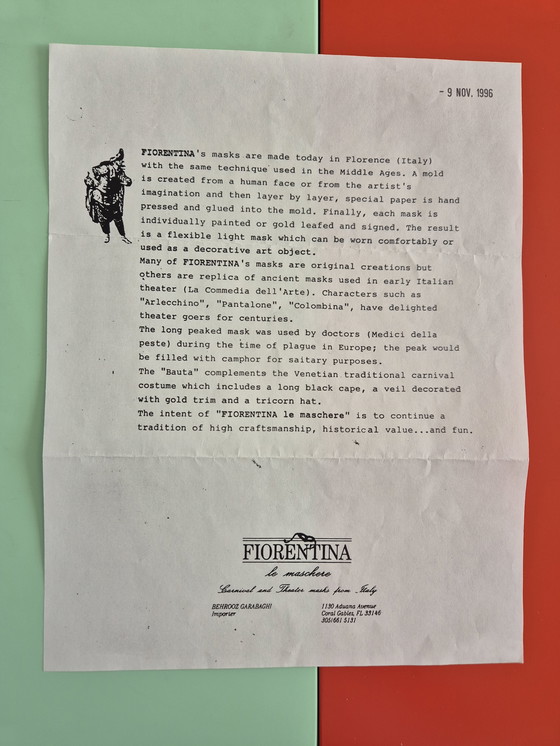 - 9 NOV. 1996
FIORENTINA's masks are made today in Florence (Italy)
with the same technique used in the Middle Ages. A mold
is created from a human face or from the artist's
imagination and then layer by layer, special paper is hand
pressed and glued into the mold. Finally, each mask is
individually painted or gold leafed and signed. The result
is a flexible light mask which can be worn comfortably or
used as a decorative art object.
Many of FIORENTINA's masks are original creations but
others are replica of ancient masks used in early Italian
theater (La Commedia dell'Arte). Characters such as
"Arlecchino", "Pantalone", "Colombina", have delighted
theater goers for centuries.
The long peaked mask was used by doctors (Medici della
peste) during the time of plague in Europe; the peak would
be filled with camphor for saitary purposes.
The "Bauta" complements the Venetian traditional carnival
costume which includes a long black cape, a veil decorated
with gold trim and a tricorn hat.
The intent of "FIORENTINA le maschere" is to continue a
tradition of high craftsmanship, historical value...and fun.
FIORENTINA
le maschere
Carnival and Theater masks from Italy
BEHROOZ GARABAGHI
Importer
1130 Aduana Avenue
Coral Gables, FL 33146
305/661 5131